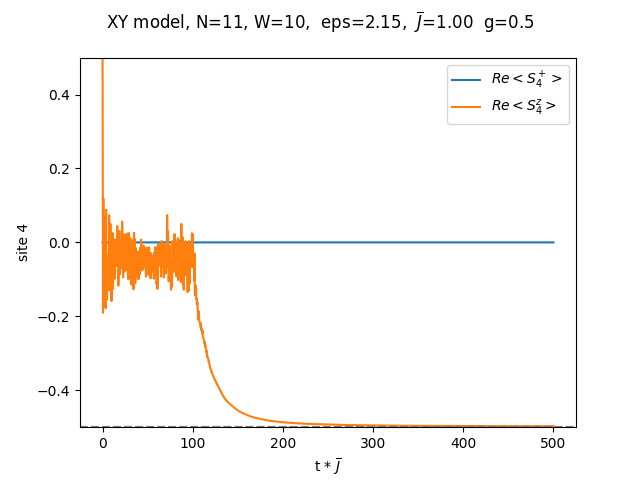 XY model, N=11, W=10, eps=2.15, J̅=1.00 g=0.5
Re < S₄⁺ >
Re < S₄ᶻ >
0.4
0.2
0.0
−0.2
−0.4
site 4
0 100 200 300 400 500
t * J̅